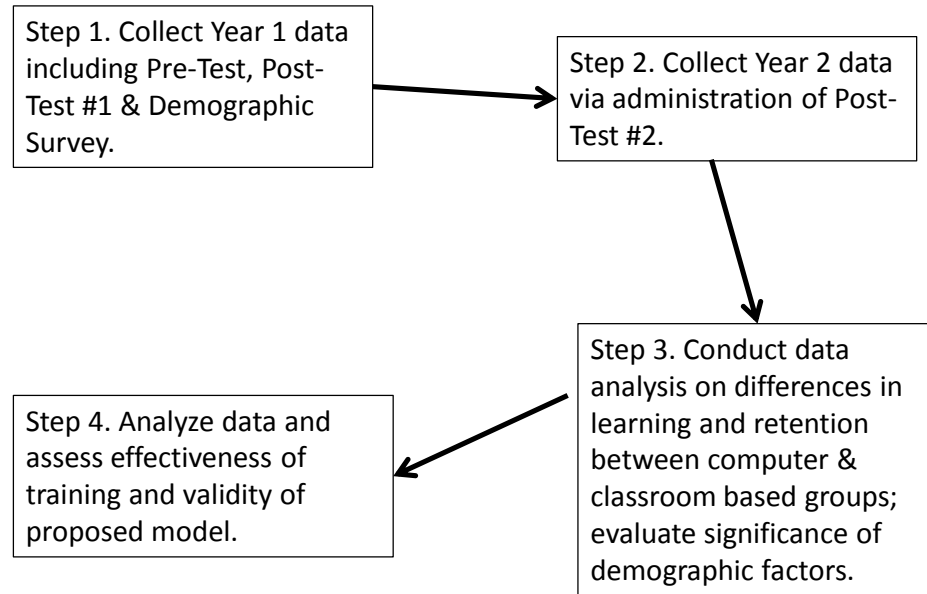 Step 1. Collect Year 1 data
including Pre-Test, Post-
Test #1 & Demographic
Survey.
Step 2. Collect Year 2 data
via administration of Post-
Test #2.
Step 3. Conduct data
analysis on differences in
learning and retention
between computer &
classroom based groups;
evaluate significance of
demographic factors.
Step 4. Analyze data and
assess effectiveness of
training and validity of
proposed model.